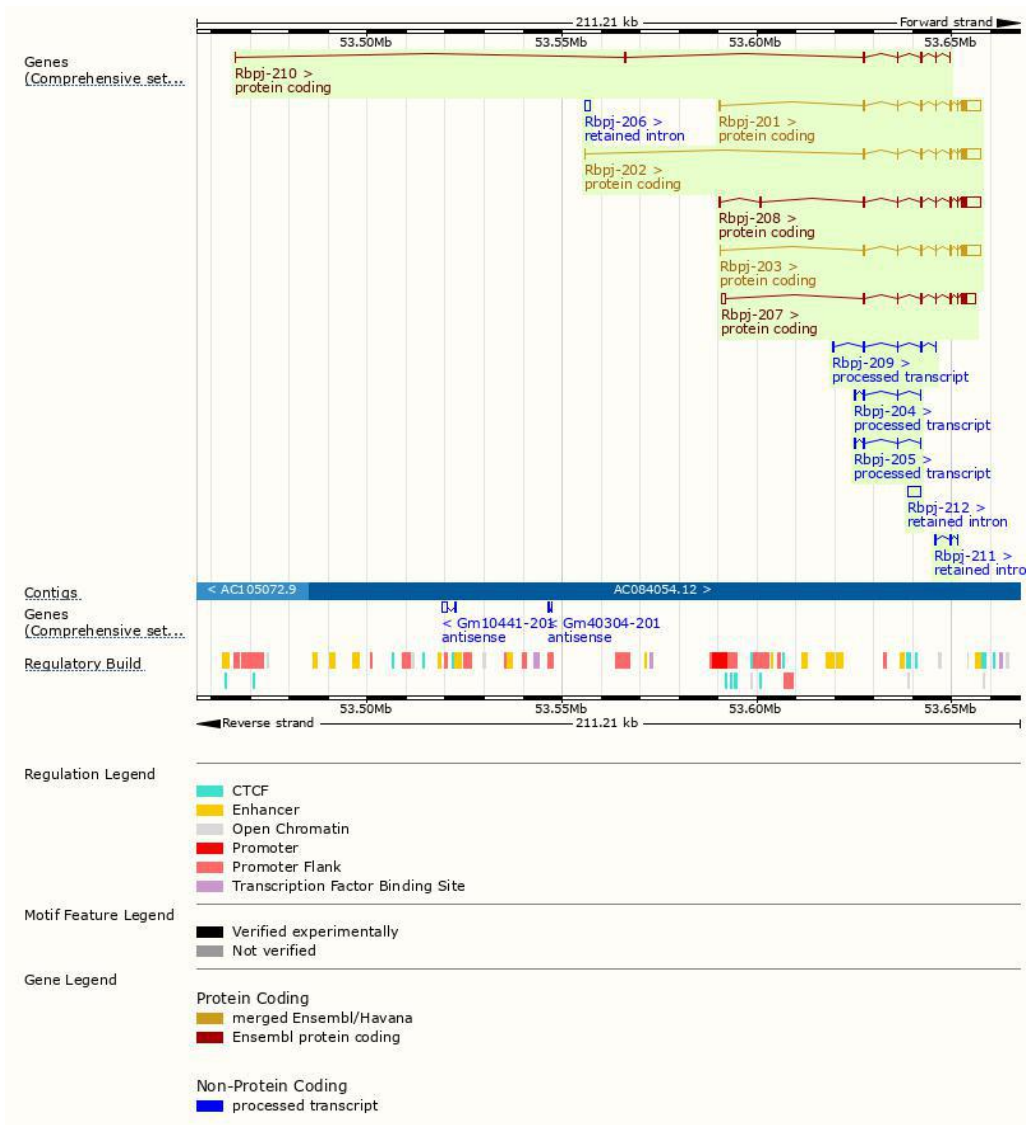 211.21 kb Forward strand
53.50Mb 53.55Mb 53.60Mb 53.65Mb
Genes
(Comprehensive set...
Rbpj-210 >
protein coding
Rbpj-206 > Rbpj-201 >
retained intron protein coding
Rbpj-202 >
protein coding
Rbpj-208 >
protein coding
Rbpj-203 >
protein coding
Rbpj-207 >
protein coding
Rbpj-209 >
processed transcript
Rbpj-204 >
processed transcript
Rbpj-205 >
processed transcript
Rbpj-212 >
retained intron
Rbpj-211 >
retained intro
Contigs < AC105072.9 AC084054.12 >
Genes
(Comprehensive set...
< Gm10441-201 < Gm40304-201
antisense antisense
Regulatory Build
53.50Mb 53.55Mb 53.60Mb 53.65Mb
Reverse strand 211.21 kb
Regulation Legend
CTCF
Enhancer
Open Chromatin
Promoter
Promoter Flank
Transcription Factor Binding Site
Motif Feature Legend
Verified experimentally
Not verified
Gene Legend
Protein Coding
merged Ensembl/Havana
Ensembl protein coding
Non-Protein Coding
processed transcript